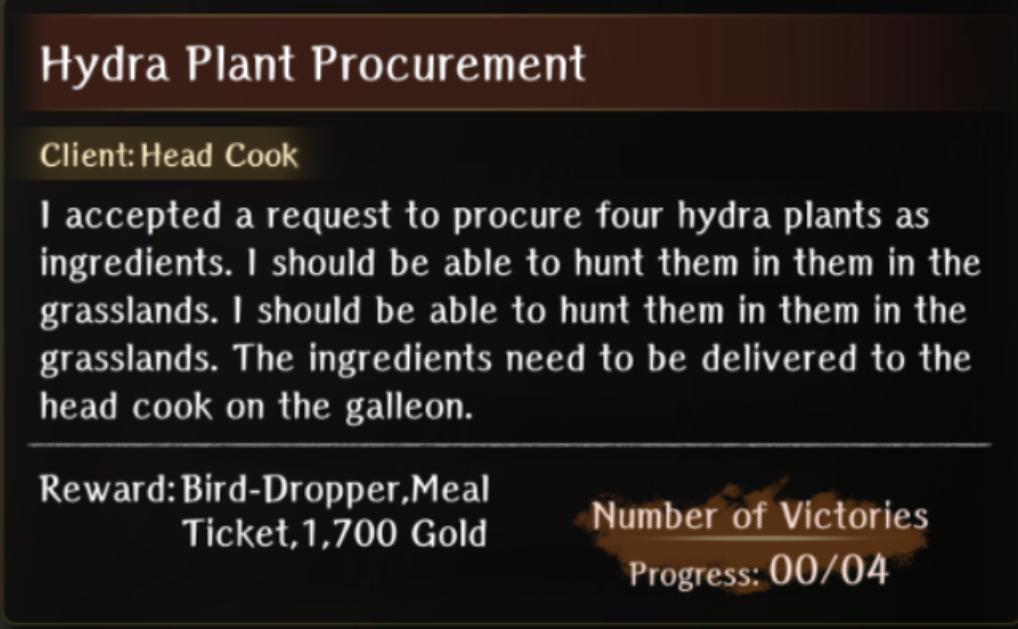 Hydra Plant Procurement
Client:Head Cook
I accepted a request to procure four hydra plants as
ingredients. I should be able to hunt them in them in the
grasslands. I should be able to hunt them in them in the
grasslands. The ingredients need to be delivered to the
head cook on the galleon.
Reward:Bird-Dropper,Meal
Ticket,1,700 Gold
Number of Victories
Progress: 00/04